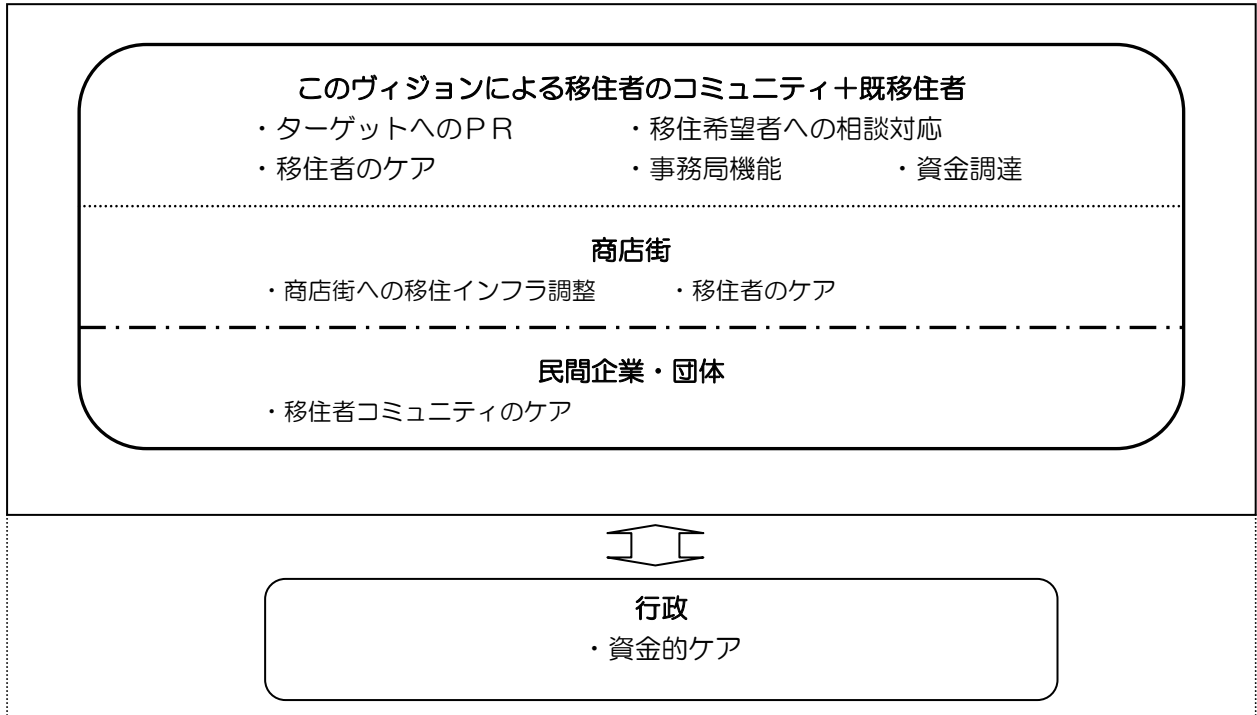 このヴィジョンによる移住者のコミュニティ＋既移住者
・ターゲットへのＰＲ ・移住希望者への相談対応
・移住者のケア ・事務局機能 ・資金調達
商店街
・商店街への移住インフラ調整 ・移住者のケア
民間企業・団体
・移住者コミュニティのケア
行政
・資金的ケア